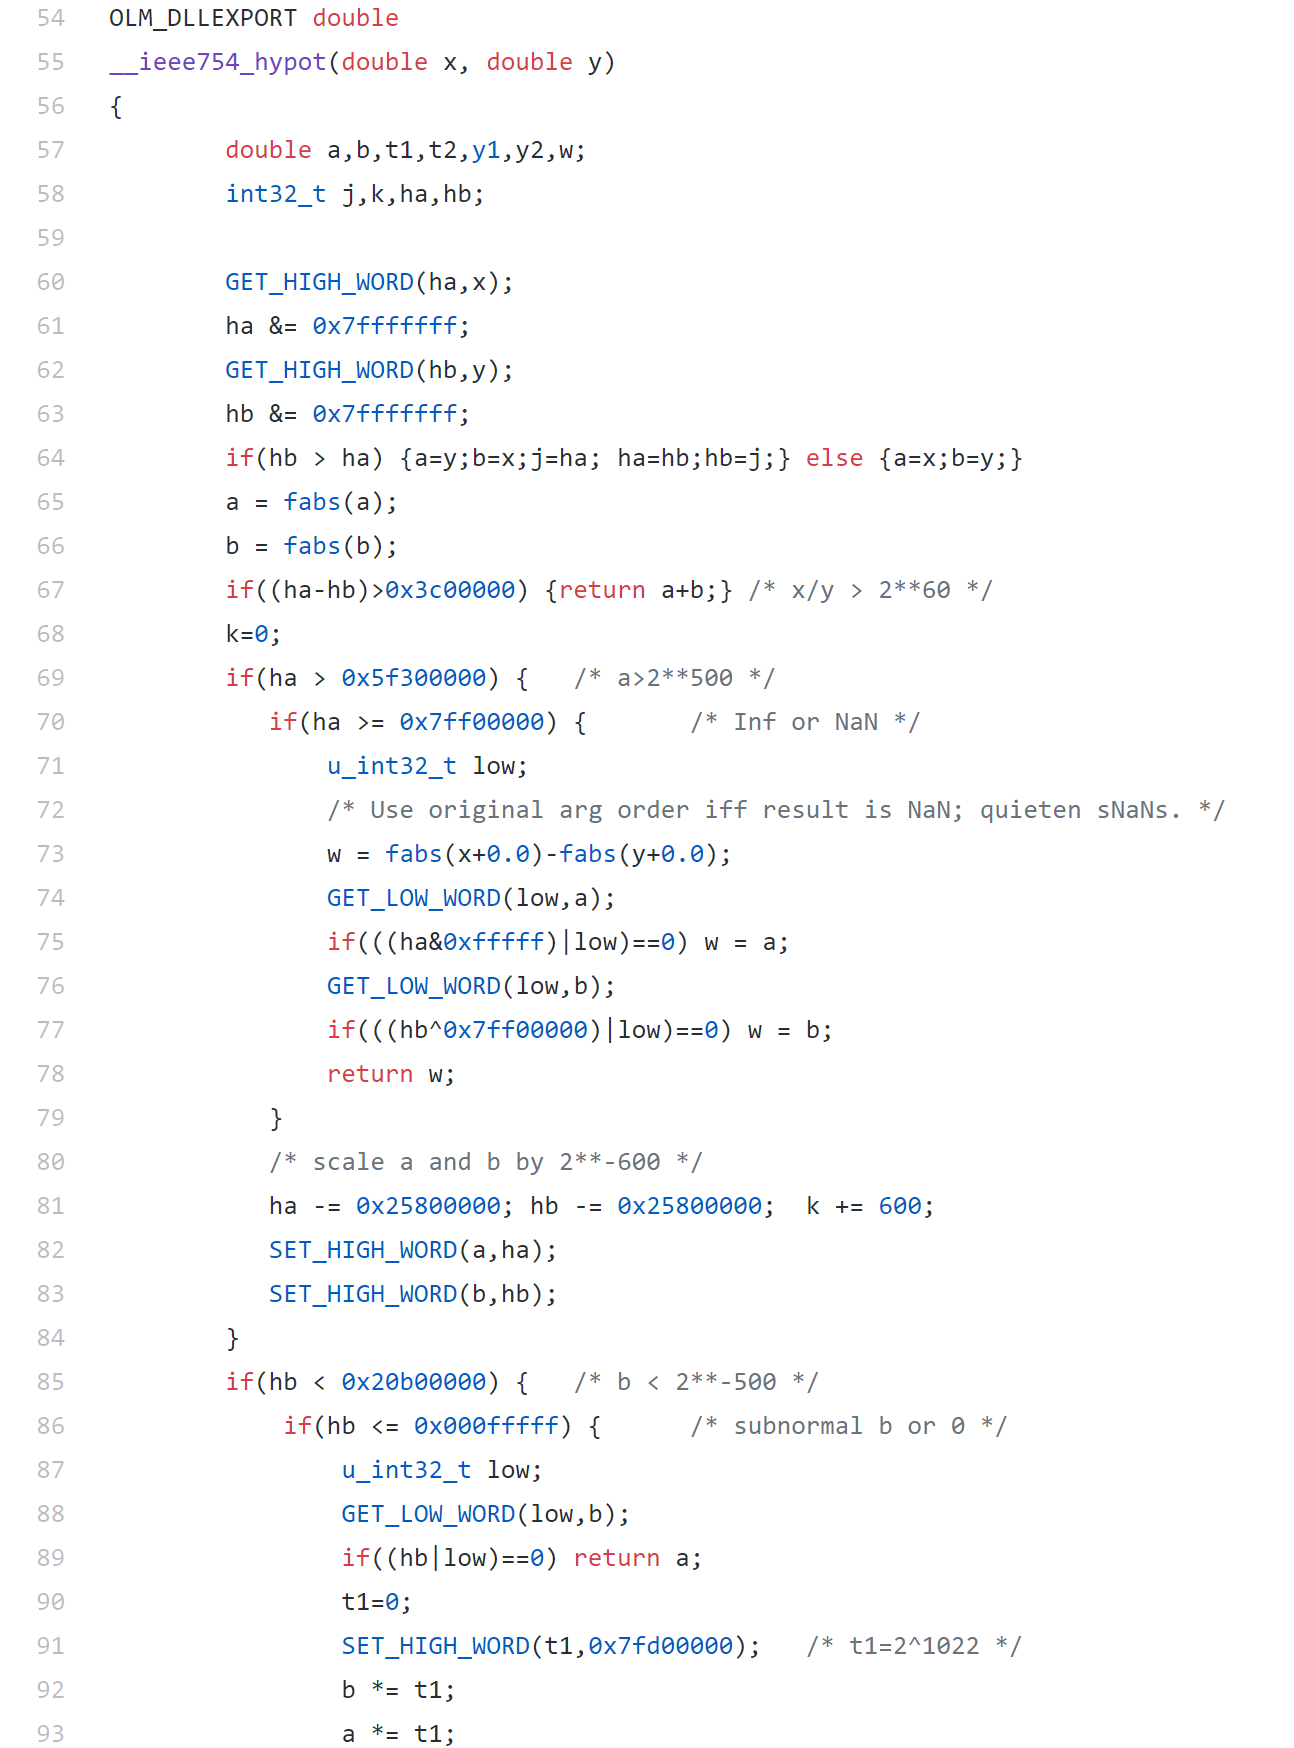 54 OLM_DLLEXPORT double
55 __ieee754_hypot(double x, double y)
56 {
57 double a,b,t1,t2,y1,y2,w;
58 int32_t j,k,ha,hb;
59
60 GET_HIGH_WORD(ha,x);
61 ha &= 0x7fffffff;
62 GET_HIGH_WORD(hb,y);
63 hb &= 0x7fffffff;
64 if(hb > ha) {a=y;b=x;j=ha; ha=hb;hb=j;} else {a=x;b=y;}
65 a = fabs(a);
66 b = fabs(b);
67 if((ha-hb)>0x3c00000) {return a+b;} /* x/y > 2**60 */
68 k=0;
69 if(ha > 0x5f300000) { /* a>2**500 */
70 if(ha >= 0x7ff00000) { /* Inf or NaN */
71 u_int32_t low;
72 /* Use original arg order iff result is NaN; quieten sNaNs. */
73 w = fabs(x+0.0)-fabs(y+0.0);
74 GET_LOW_WORD(low,a);
75 if(((ha&0xfffff)|low)==0) w = a;
76 GET_LOW_WORD(low,b);
77 if(((hb^0x7ff00000)|low)==0) w = b;
78 return w;
79 }
80 /* scale a and b by 2**-600 */
81 ha -= 0x25800000; hb -= 0x25800000; k += 600;
82 SET_HIGH_WORD(a,ha);
83 SET_HIGH_WORD(b,hb);
84 }
85 if(hb < 0x20b00000) { /* b < 2**-500 */
86 if(hb <= 0x000fffff) { /* subnormal b or 0 */
87 u_int32_t low;
88 GET_LOW_WORD(low,b);
89 if((hb|low)==0) return a;
90 t1=0;
91 SET_HIGH_WORD(t1,0x7fd00000); /* t1=2^1022 */
92 b *= t1;
93 a *= t1;